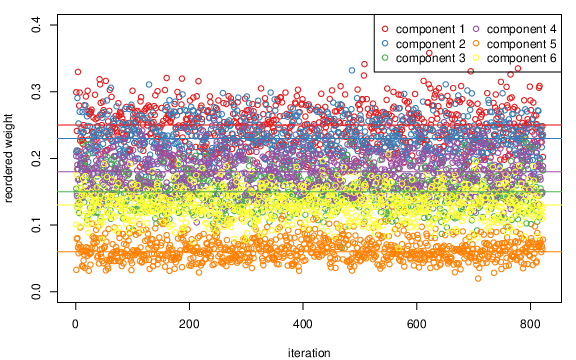 component 1 component 4
component 2 component 5
component 3 component 6
0.4
0.3
0.2
0.1
0.0
reordered weight
0 200 400 600 800
iteration